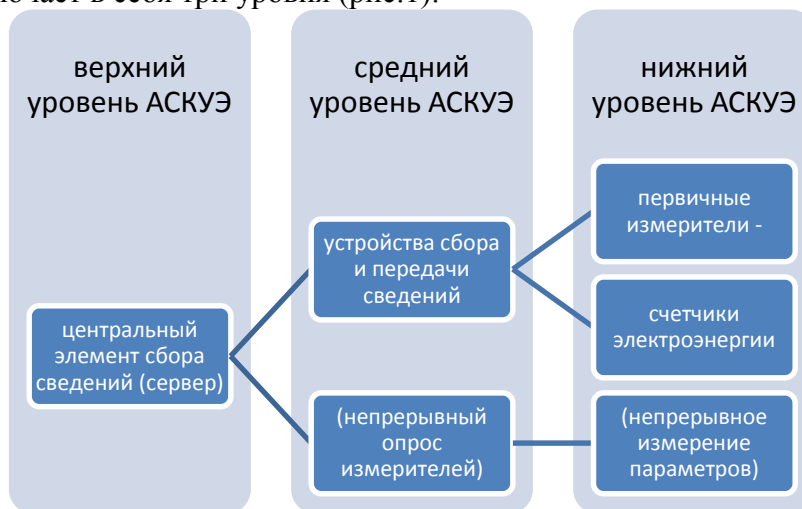 в себя три уровня (рис.1).
верхний
уровень АСКУЭ
средний
уровень АСКУЭ
нижний
уровень АСКУЭ
центральный
элемент сбора
сведений (сервер)
устройства сбора
и передачи
сведений
(непрерывный
опрос
измерителей)
первичные
измерители -
счетчики
электроэнергии
(непрерывное
измерение
параметров)